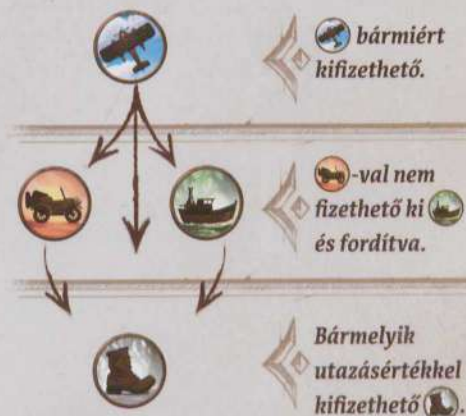 bármiért
kifizethető.
-val nem
fizethető ki
és fordítva.
Bármelyik
utazásértékkel
kifizethető.